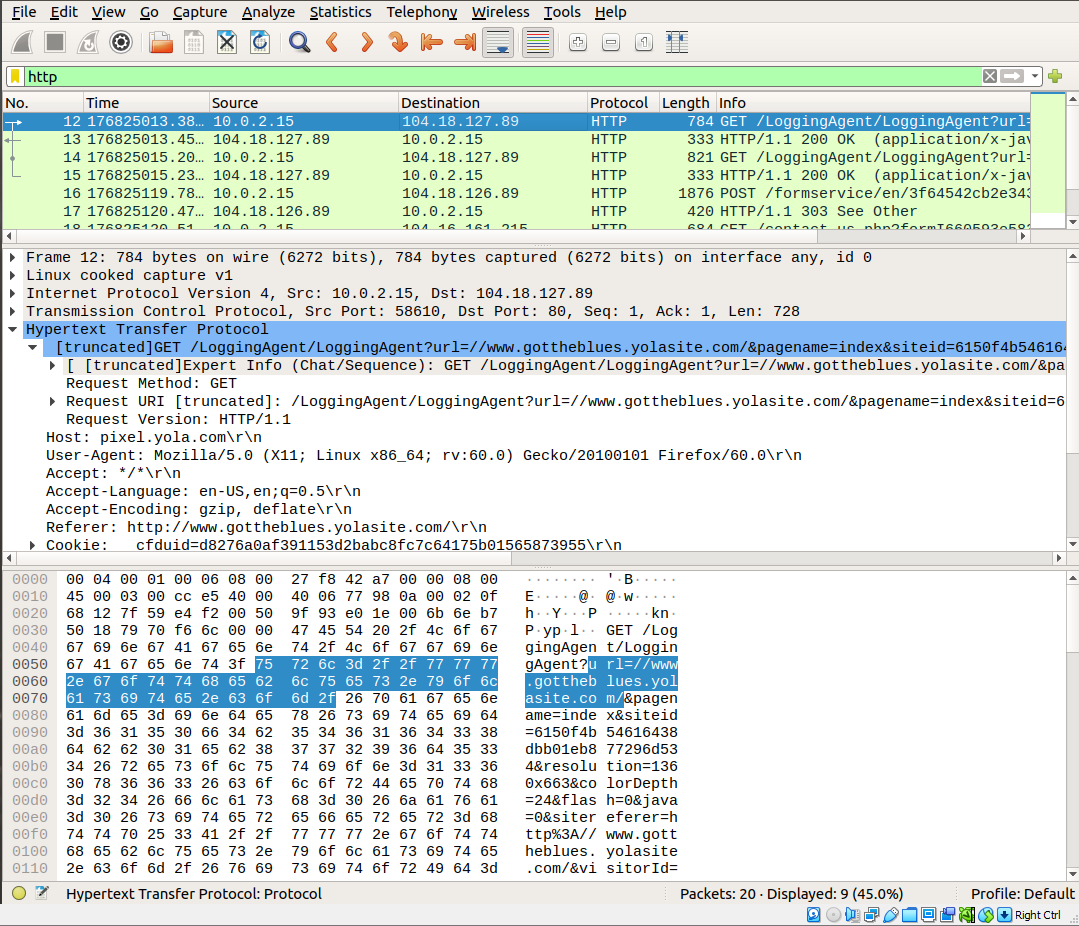 File Edit View Go Capture Analyze Statistics Telephony Wireless Tools Help
http
No. Time Source Destination Protocol Length Info
12 176825013.38… 10.0.2.15 104.18.127.89 HTTP 784 GET /LoggingAgent/LoggingAgent?url=
13 176825013.45… 104.18.127.89 10.0.2.15 HTTP 333 HTTP/1.1 200 OK  (application/x-jav
14 176825015.20… 10.0.2.15 104.18.127.89 HTTP 821 GET /LoggingAgent/LoggingAgent?url=
15 176825015.23… 104.18.127.89 10.0.2.15 HTTP 333 HTTP/1.1 200 OK  (application/x-jav
16 176825119.78… 10.0.2.15 104.18.126.89 HTTP 1876 POST /formservice/en/3f64542cb2e343
17 176825120.47… 104.18.126.89 10.0.2.15 HTTP 420 HTTP/1.1 303 See Other
18 176825120.51… 10.0.2.15 104.16.161.215 HTTP 684 GET
Frame 12: 784 bytes on wire (6272 bits), 784 bytes captured (6272 bits) on interface any, id 0
Linux cooked capture v1
Internet Protocol Version 4, Src: 10.0.2.15, Dst: 104.18.127.89
Transmission Control Protocol, Src Port: 58610, Dst Port: 80, Seq: 1, Ack: 1, Len: 728
Hypertext Transfer Protocol
[truncated]GET /LoggingAgent/LoggingAgent?url=//www.gottheblues.yolasite.com/&pagename=index&siteid=6150f4b546164
[ [truncated]Expert Info (Chat/Sequence): GET /LoggingAgent/LoggingAgent?url=//www.gottheblues.yolasite.com/&pa
Request Method: GET
Request URI [truncated]: /LoggingAgent/LoggingAgent?url=//www.gottheblues.yolasite.com/&pagename=index&siteid=6
Request Version: HTTP/1.1
Host: pixel.yola.com\r\n
User-Agent: Mozilla/5.0 (X11; Linux x86_64; rv:60.0) Gecko/20100101 Firefox/60.0\r\n
Accept: */*\r\n
Accept-Language: en-US,en;q=0.5\r\n
Accept-Encoding: gzip, deflate\r\n
Referer: http://www.gottheblues.yolasite.com/\r\n
Cookie: __cfduid=d8276a0af391153d2babc8fc7c64175b01565873955\r\n
0000 00 04 00 01 00 06 08 00 27 f8 42 a7 00 00 08 00 ········ '·B·····
0010 45 00 03 00 cc e5 40 00 40 06 77 98 0a 00 02 0f E·····@· @·w·····
0020 68 12 7f 59 e4 f2 00 50 9f 93 e0 1e 00 6b 6e b7 h··Y···P ·····kn·
0030 50 18 79 70 f6 6c 00 00 47 45 54 20 2f 4c 6f 67 P·yp·l·· GET /Log
0040 67 69 6e 67 41 67 65 6e 74 2f 4c 6f 67 67 69 6e gingAgen t/Loggin
0050 67 41 67 65 6e 74 3f 75 72 6c 3d 2f 2f 77 77 77 gAgent?u rl=//www
0060 2e 67 6f 74 74 68 65 62 6c 75 65 73 2e 79 6f 6c .gottheb lues.yol
0070 61 73 69 74 65 2e 63 6f 6d 2f 26 70 61 67 65 6e asite.co m/&pagen
0080 61 6d 65 3d 69 6e 64 65 78 26 73 69 74 65 69 64 ame=inde x&siteid
0090 3d 36 31 35 30 66 34 62 35 34 36 31 36 34 33 38 =6150f4b 54616438
00a0 64 62 62 30 31 65 62 38 37 37 32 39 36 64 35 33 dbb01eb8 77296d53
00b0 34 26 72 65 73 6f 6c 75 74 69 6f 6e 3d 31 33 36 4&resolu tion=136
00c0 30 78 36 36 33 26 63 6f 6c 6f 72 44 65 70 74 68 0x663&co lorDepth
00d0 3d 32 34 26 66 6c 61 73 68 3d 30 26 6a 61 76 61 =24&flas h=0&java
00e0 3d 30 26 73 69 74 65 72 65 66 65 72 65 72 3d 68 =0&siter eferer=h
00f0 74 74 70 25 33 41 2f 2f 77 77 77 2e 67 6f 74 74 ttp%3A// www.gott
0100 68 65 62 6c 75 65 73 2e 79 6f 6c 61 73 69 74 65 heblues. yolasite
0110 2e 63 6f 6d 2f 26 76 69 73 69 74 6f 72 49 64 3d .com/&vi sitorId=
Hypertext Transfer Protocol: Protocol Packets: 20 · Displayed: 9 (45.0%) Profile: Default
Right Ctrl